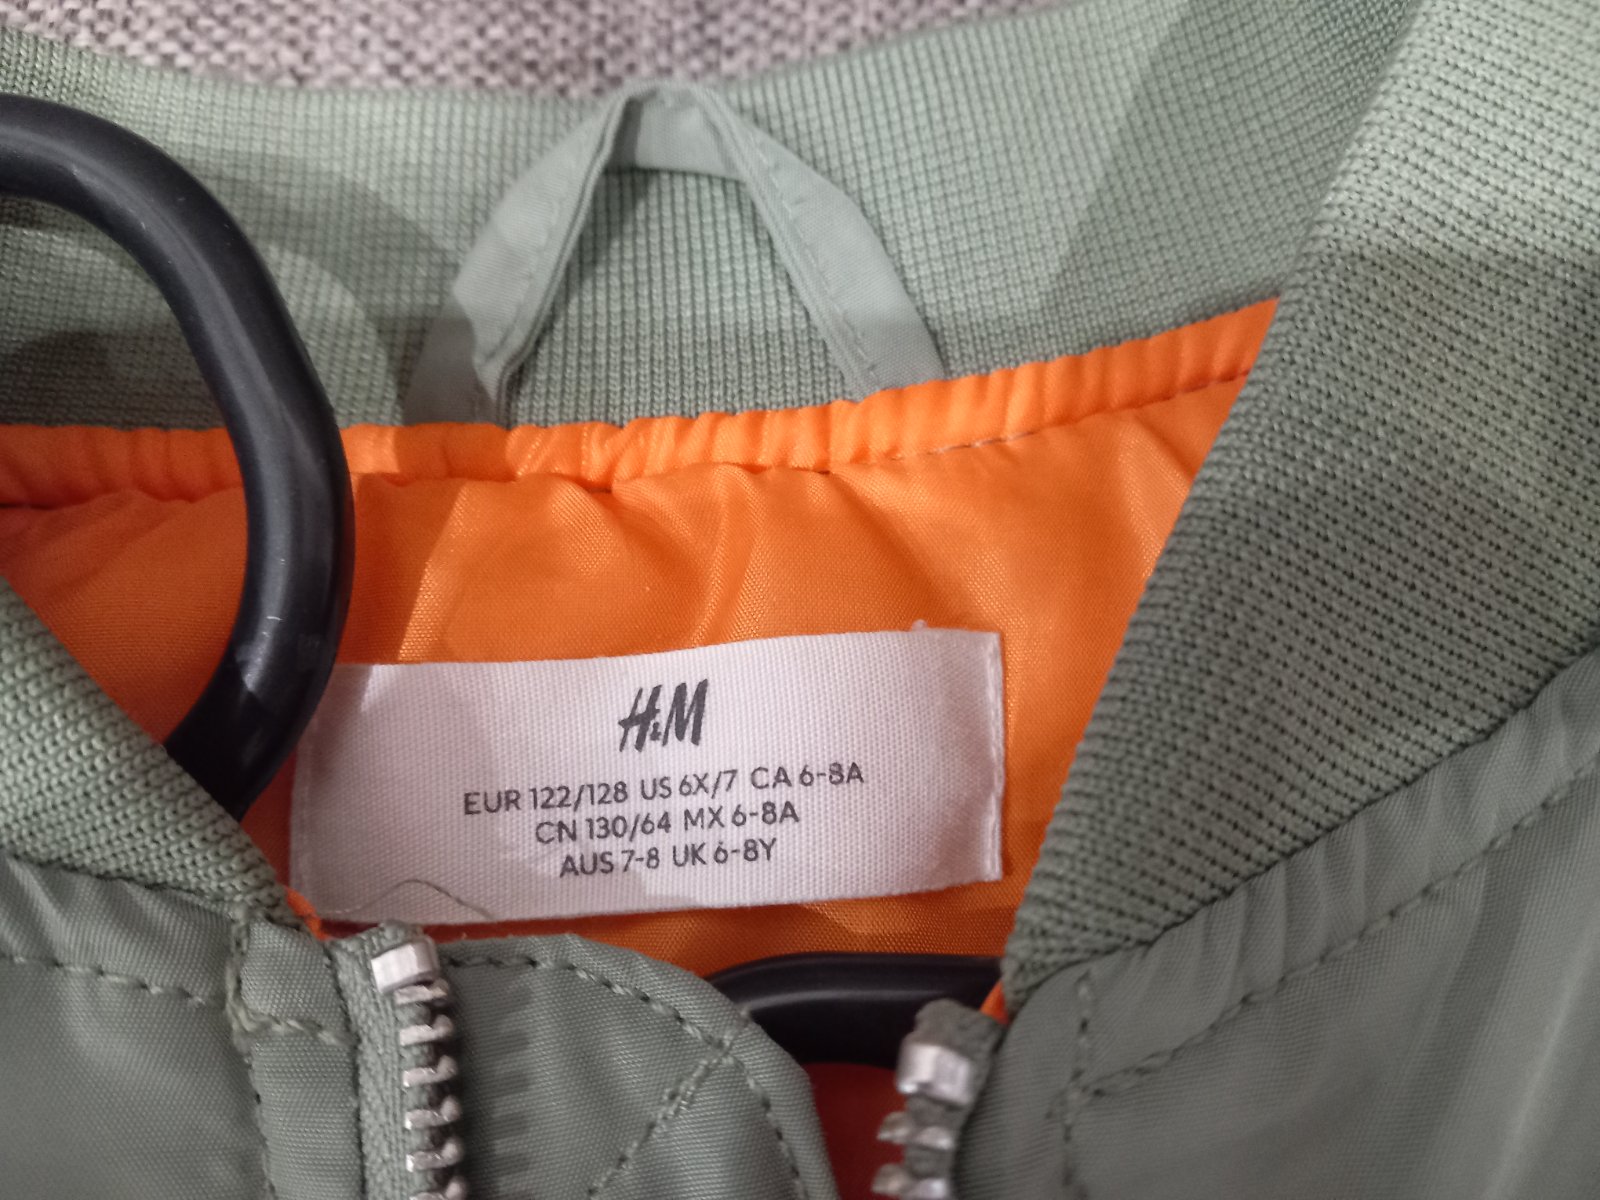 H&M
EUR 122/128 US 6X/7 CA 6-8A
CN 130/64 MX 6-8A
AUS 7-8 UK 6-8Y